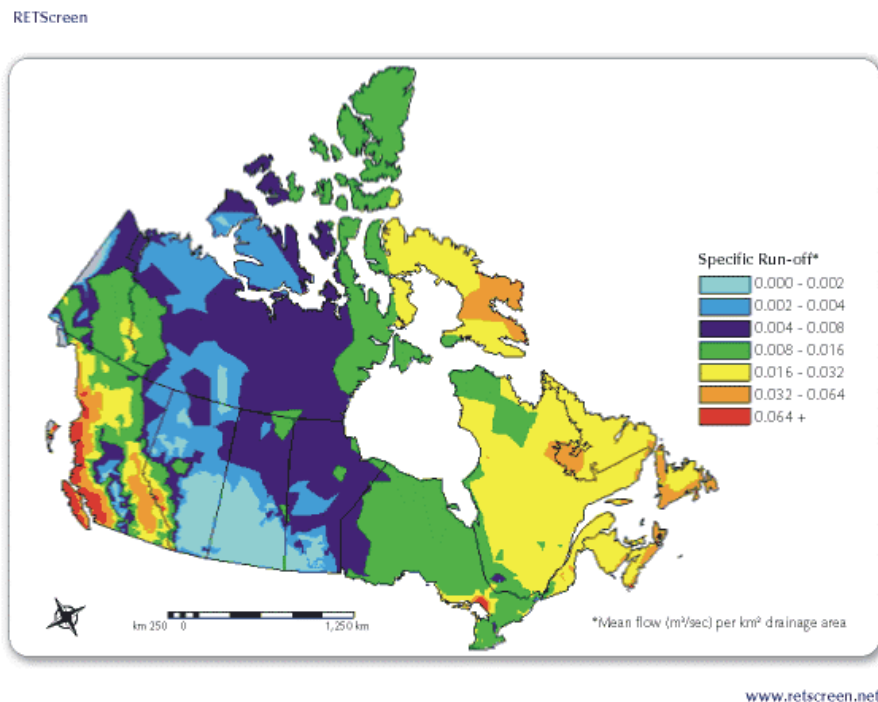 RETScreen
Specific Run-off*
0.000 - 0.002
0.002 - 0.004
0.004 - 0.008
0.008 - 0.016
0.016 - 0.032
0.032 - 0.064
0.064 +
km 250 0 1,250 km
*Mean flow (m³/sec) per km² drainage area
www.retscreen.net